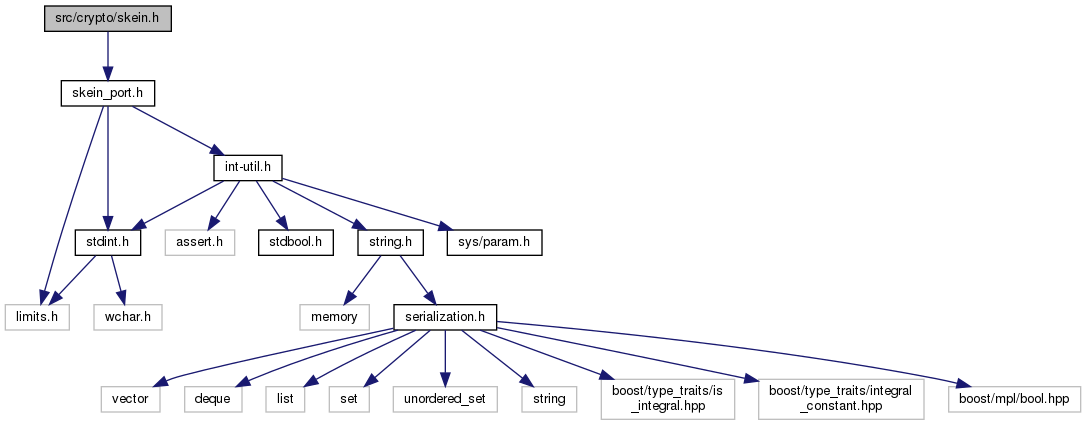 src/crypto/skein.h
skein_port.h
int-util.h
stdint.h
assert.h
stdbool.h
string.h
sys/param.h
limits.h
wchar.h
memory
serialization.h
vector
deque
list
set
unordered_set
string
boost/type_traits/is
_integral.hpp
boost/type_traits/integral
_constant.hpp
boost/mpl/bool.hpp